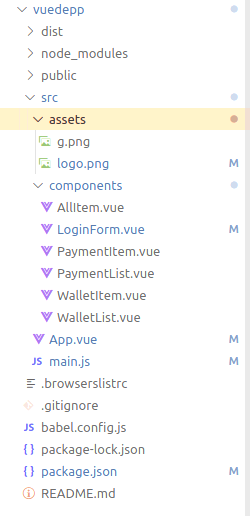 vuedepp
dist
node_modules
public
src
assets
g.png
logo.png M
components
AllItem.vue
LoginForm.vue M
PaymentItem.vue
PaymentList.vue
WalletItem.vue
WalletList.vue
App.vue M
JS main.js M
.browserslistrc
.gitignore
JS babel.config.js
{} package-lock.json
{} package.json M
README.md